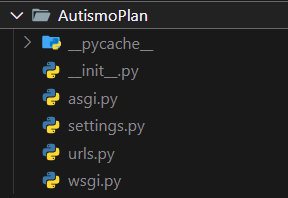 AutismoPlan
__pycache__
__init__.py
asgi.py
settings.py
urls.py
wsgi.py